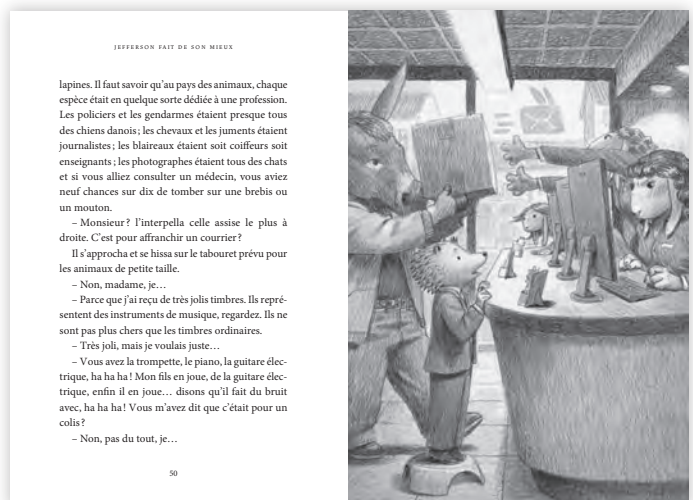 JEFFERSON FAIT DE SON MIEUX
lapines. Il faut savoir qu'au pays des animaux, chaque
espèce était en quelque sorte dédiée à une profession.
Les policiers et les gendarmes étaient presque tous
des chiens danois ; les chevaux et les juments étaient
journalistes ; les blaireaux étaient soit coiffeurs soit
enseignants ; les photographes étaient tous des chats
et si vous alliez consulter un médecin, vous aviez
neuf chances sur dix de tomber sur une brebis ou
un mouton.
– Monsieur ? l'interpella celle assise le plus à
droite. C'est pour affranchir un courrier ?
Il s'approcha et se hissa sur le tabouret prévu pour
les animaux de petite taille.
– Non, madame, je…
– Parce que j'ai reçu de très jolis timbres. Ils repré-
sentent des instruments de musique, regardez. Ils ne
sont pas plus chers que les timbres ordinaires.
– Très joli, mais je voulais juste…
– Vous avez la trompette, le piano, la guitare élec-
trique, ha ha ha ! Mon fils en joue, de la guitare élec-
trique, enfin il en joue… disons qu'il fait du bruit
avec, ha ha ha ! Vous m'avez dit que c'était pour un
colis ?
– Non, pas du tout, je…
50